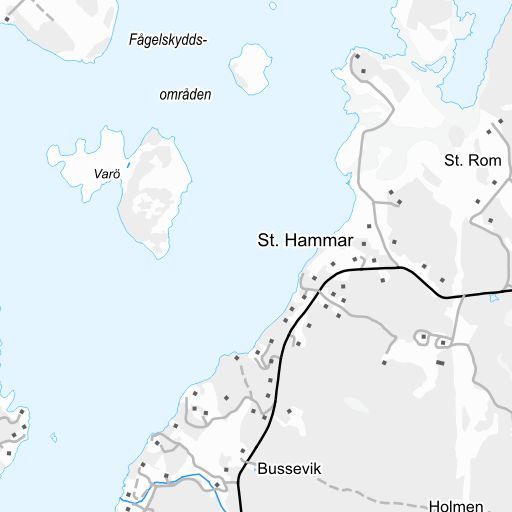 Fågelskydds-
områden
St. Rom
Varö
St. Hammar
Bussevik
Holmen